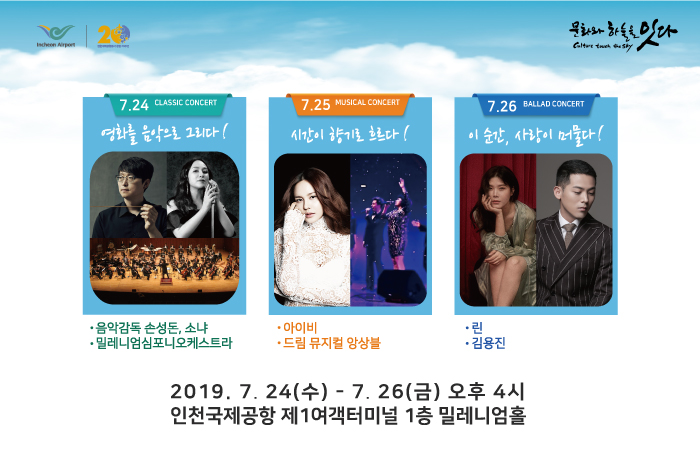 Incheon Airport
20
문화와 하늘을 잇다
Culture touch the sky
7.24 CLASSIC CONCERT
영화를 음악으로 그리다!
• 음악감독 손성돈, 소냐
• 밀레니엄심포니오케스트라
7.25 MUSICAL CONCERT
시간이 향기로 흐르다!
• 아이비
• 드림 뮤지컬 앙상블
7.26 BALLAD CONCERT
이 순간, 사랑이 머물다!
• 린
• 김용진
2019. 7. 24(수) - 7. 26(금) 오후 4시
인천국제공항 제1여객터미널 1층 밀레니엄홀